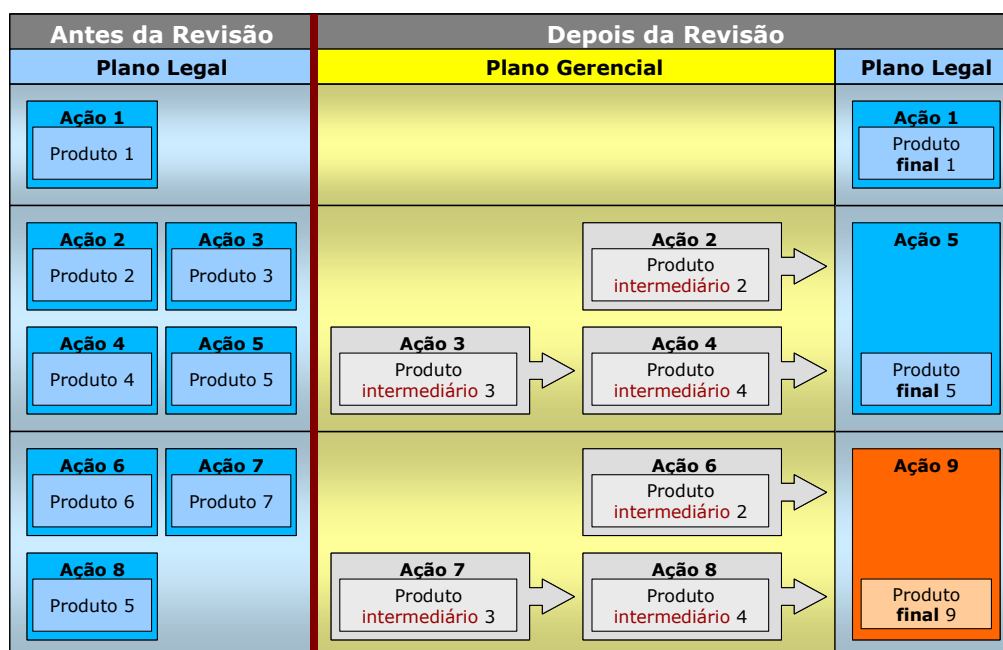 Antes da Revisão
Depois da Revisão
Plano Legal
Plano Gerencial
Plano Legal
Ação 1
Produto 1
Ação 1
Produto
final 1
Ação 2
Produto 2
Ação 3
Produto 3
Ação 4
Produto 4
Ação 5
Produto 5
Ação 2
Produto
intermediário 2
Ação 3
Produto
intermediário 3
Ação 4
Produto
intermediário 4
Ação 5
Produto
final 5
Ação 6
Produto 6
Ação 7
Produto 7
Ação 8
Produto 5
Ação 6
Produto
intermediário 2
Ação 7
Produto
intermediário 3
Ação 8
Produto
intermediário 4
Ação 9
Produto
final 9